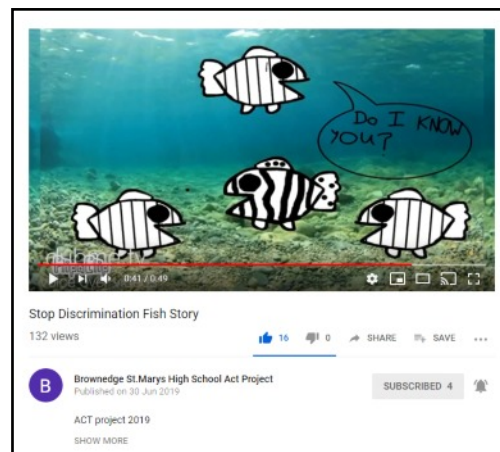 Do I KNOW
YOU?
0:41 / 0:49
Stop Discrimination Fish Story
132 views
16
0
SHARE
SAVE
B
Brownedge St.Marys High School Act Project
Published on 30 Jun 2019
SUBSCRIBED 4
ACT project 2019
SHOW MORE